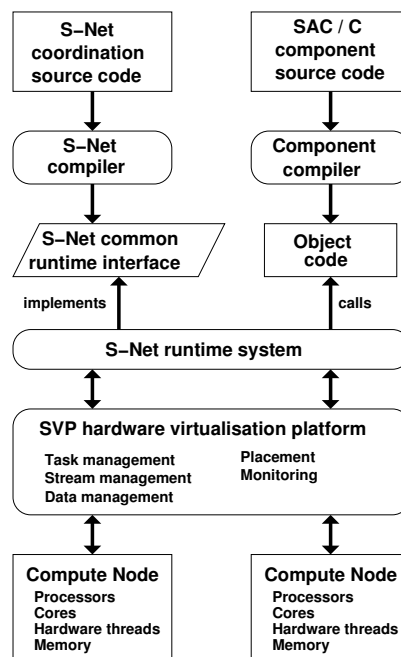 S–Net
coordination
source code
SAC / C
component
source code
S–Net
compiler
Component
compiler
S–Net common
runtime interface
Object
code
implements
calls
S–Net runtime system
SVP hardware virtualisation platform
Task management
Stream management
Data management
Placement
Monitoring
Compute Node
Processors
Cores
Hardware threads
Memory
Compute Node
Processors
Cores
Hardware threads
Memory